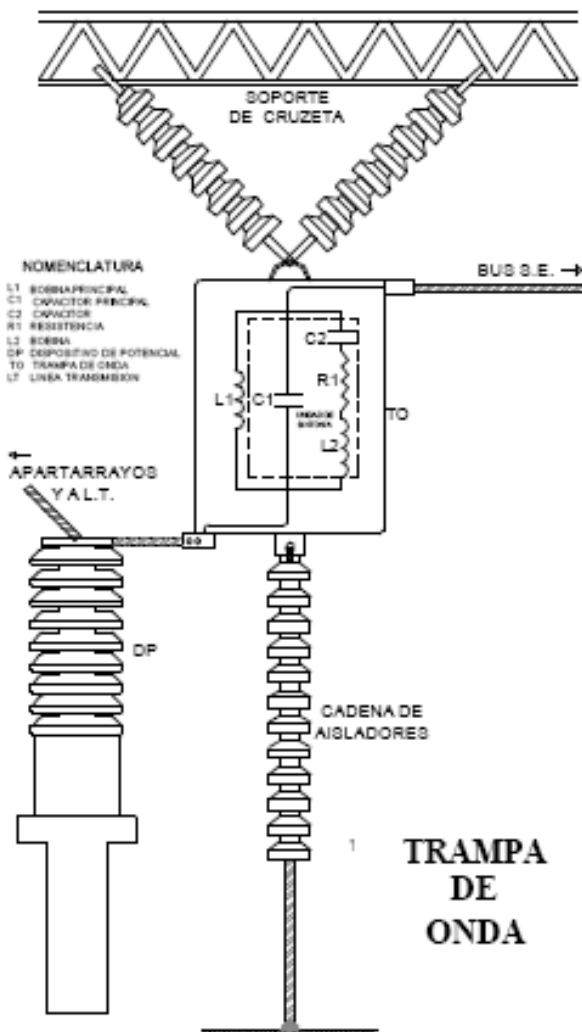 SOPORTE
DE CRUZETA
NOMENCLATURA
L1 BOBINA PRINCIPAL
C1 CAPACITOR PRINCIPAL
C2 CAPACITOR
R1 RESISTENCIA
L2 BOBINA
DP DISPOSITIVO DE POTENCIAL
TO TRAMPA DE ONDA
LT LINEA TRANSMISION
BUS S.E.
C2
R1
L1
C1
L2
TO
APARTARRAYOS
Y A L.T.
DP
CADENA DE
AISLADORES
1
TRAMPA
DE
ONDA